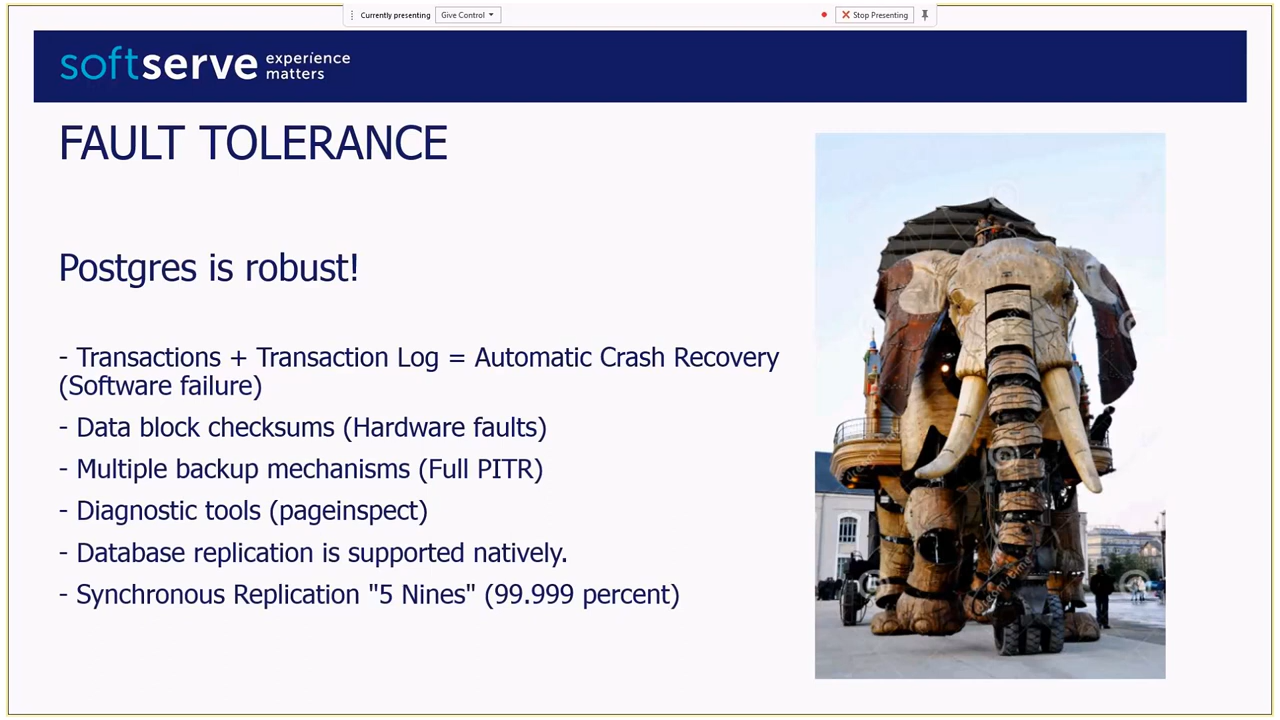 Currently presenting
Give Control
Stop Presenting
softserve experience
matters
FAULT TOLERANCE
Postgres is robust!
- Transactions + Transaction Log = Automatic Crash Recovery
(Software failure)
- Data block checksums (Hardware faults)
- Multiple backup mechanisms (Full PITR)
- Diagnostic tools (pageinspect)
- Database replication is supported natively.
- Synchronous Replication "5 Nines" (99.999 percent)